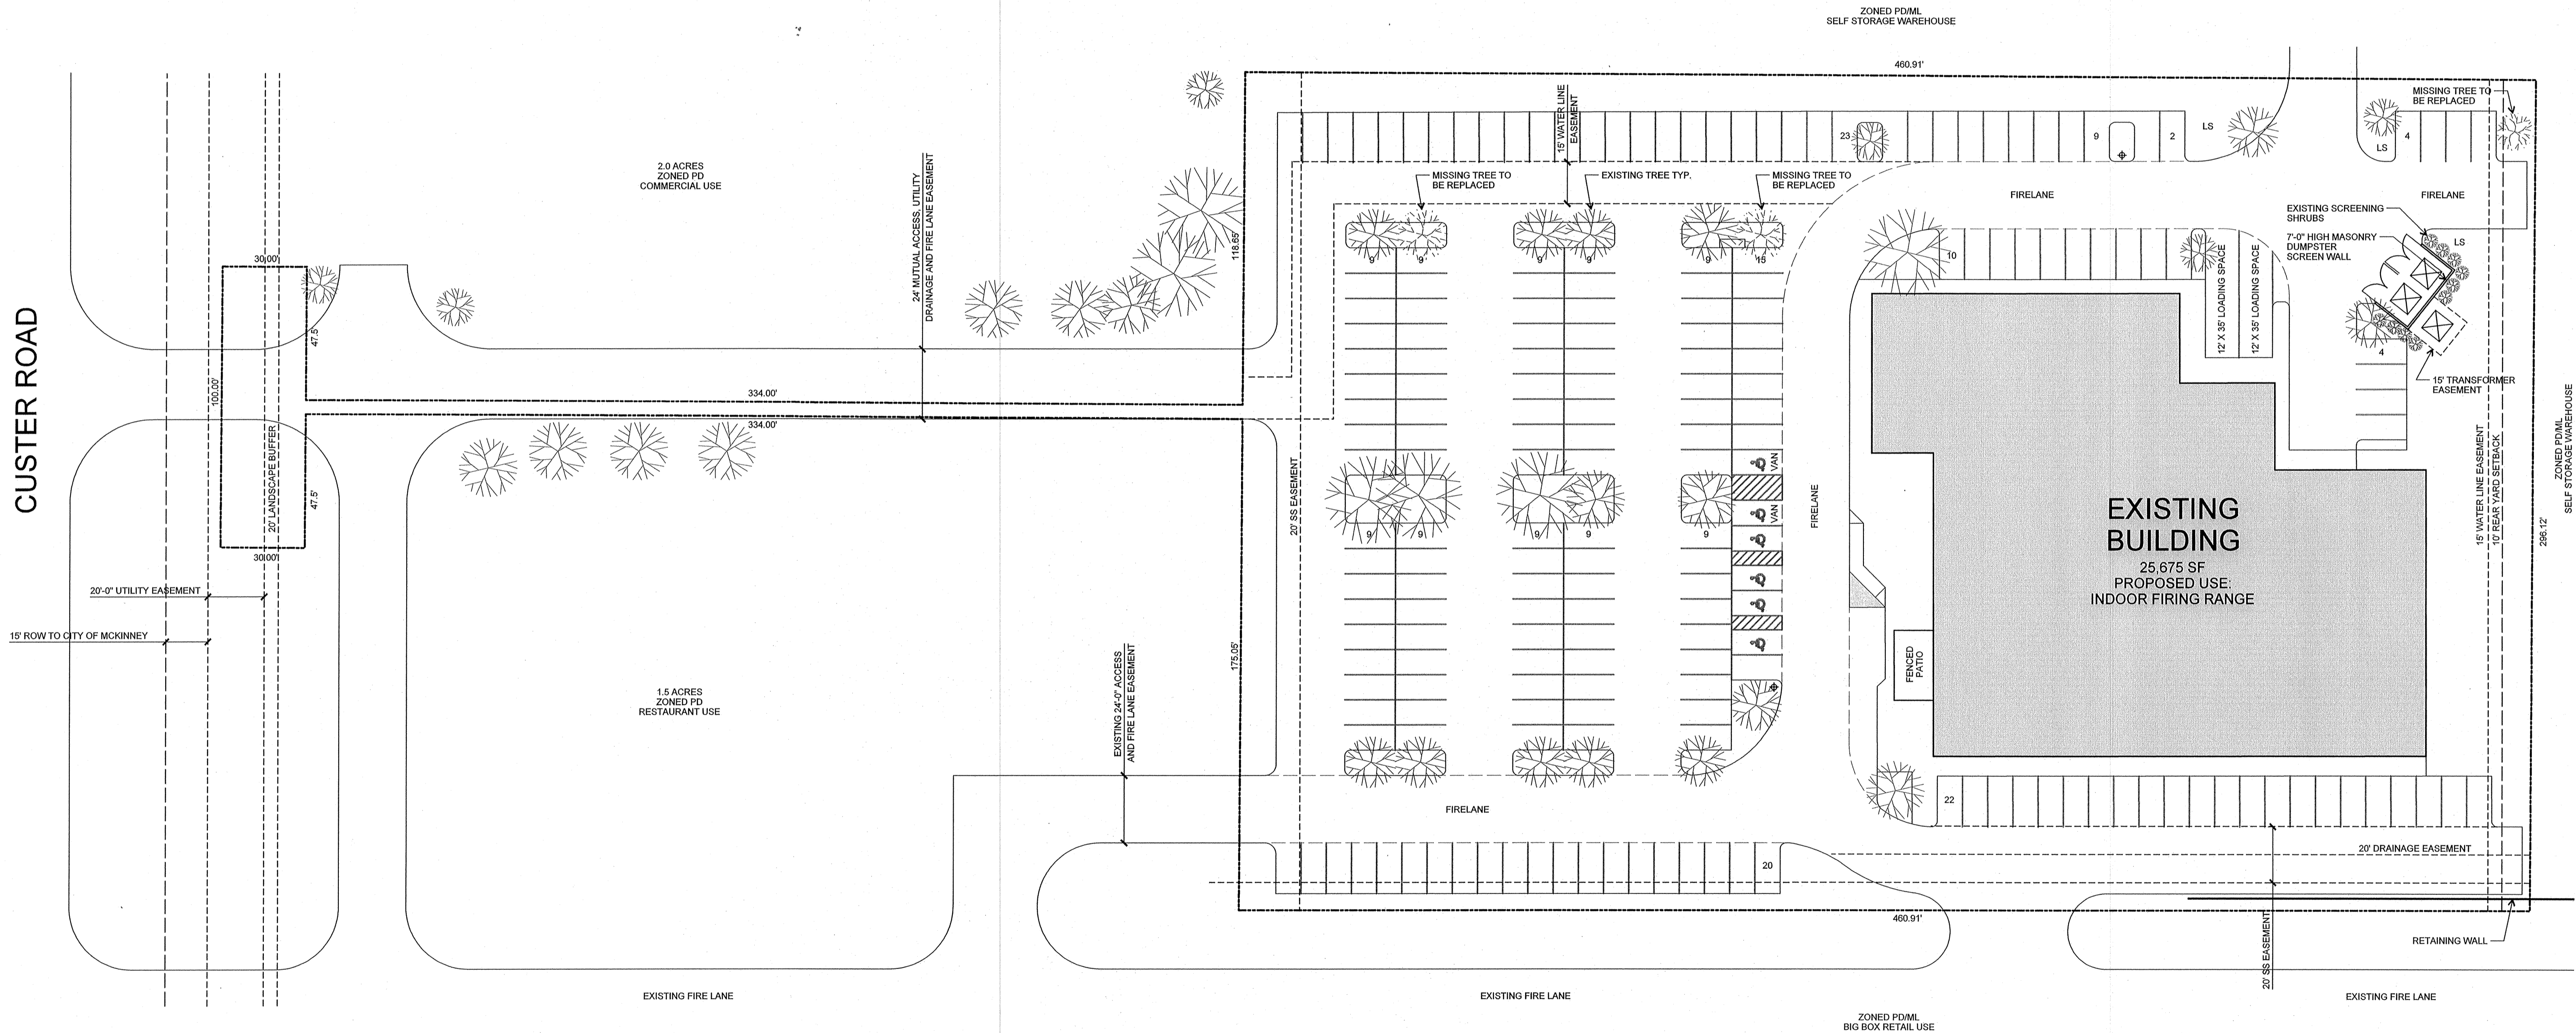 ZONED PD/ML
SELF STORAGE WAREHOUSE
460.91'
MISSING TREE TO
BE REPLACED
15' WATER LINE
EASEMENT
23
9
2
LS
4
LS
2.0 ACRES
ZONED PD
COMMERCIAL USE
24' MUTUAL ACCESS, UTILITY
DRAINAGE AND FIRE LANE EASEMENT
MISSING TREE TO
BE REPLACED
EXISTING TREE TYP.
MISSING TREE TO
BE REPLACED
FIRELANE
FIRELANE
EXISTING SCREENING
SHRUBS
7'-0" HIGH MASONRY
DUMPSTER
SCREEN WALL
LS
118.65'
30.00'
9
9
9
9
9
15
10
12' X 35' LOADING SPACE
12' X 35' LOADING SPACE
47.5'
4
15' TRANSFORMER
EASEMENT
CUSTER ROAD
100.00'
334.00'
334.00'
20' LANDSCAPE BUFFER
47.5'
30.00'
20' SS EASEMENT
VAN
VAN
9
9
9
9
9
FIRELANE
EXISTING
BUILDING
25,675 SF
PROPOSED USE:
INDOOR FIRING RANGE
15' WATER LINE EASEMENT
10' REAR YARD SETBACK
296.12'
ZONED PD/ML
SELF STORAGE WAREHOUSE
20'-0" UTILITY EASEMENT
15' ROW TO CITY OF MCKINNEY
1.5 ACRES
ZONED PD
RESTAURANT USE
EXISTING 24'-0" ACCESS
AND FIRE LANE EASEMENT
175.05'
FENCED
PATIO
FIRELANE
22
20
20' DRAINAGE EASEMENT
460.91'
20' SS EASEMENT
RETAINING WALL
EXISTING FIRE LANE
EXISTING FIRE LANE
EXISTING FIRE LANE
ZONED PD/ML
BIG BOX RETAIL USE